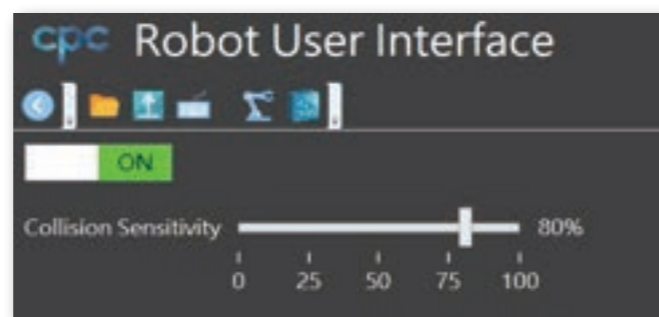 cpc Robot User Interface
ON
Collision Sensitivity 80%
0 25 50 75 100